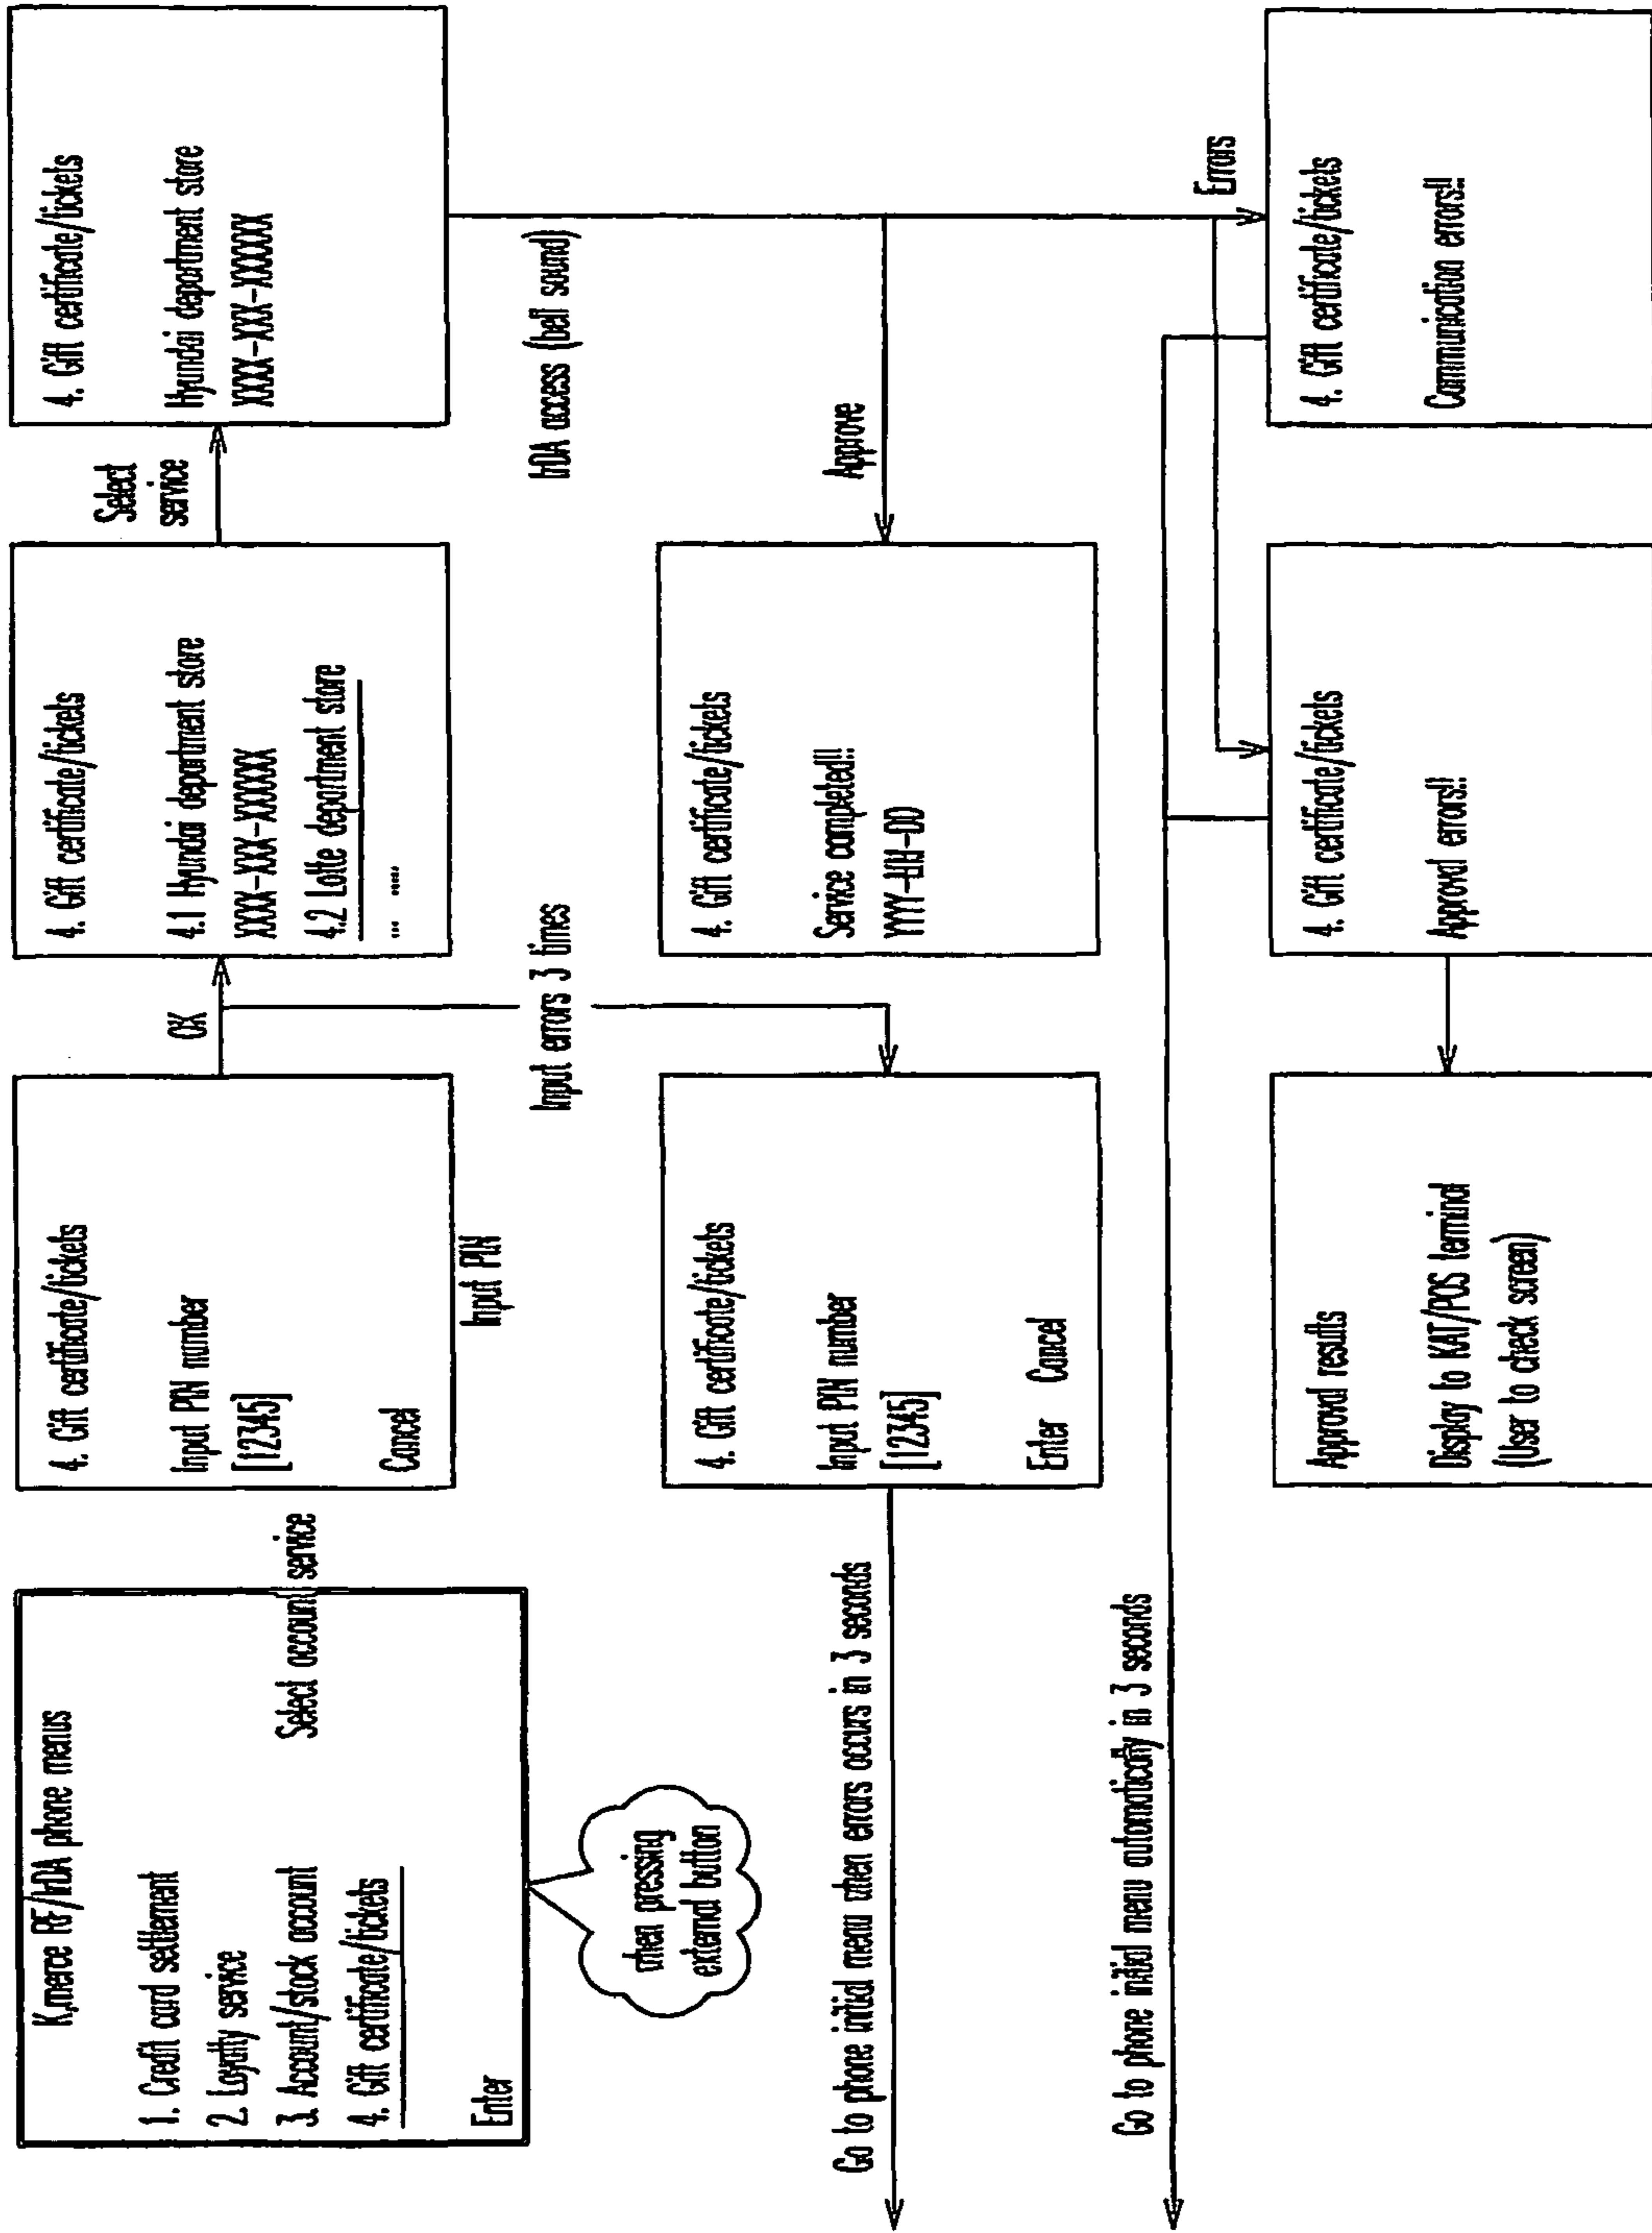 K,merce RF/IrDA phone menus
1. Credit card settlement
2. Loyalty service
3. Account/stock account
4. Gift certificate/tickets
Enter
when pressing
external button
Select account service
4. Gift certificate/tickets
Input PIN number
[12345]
Cancel
Input PIN
OK
4. Gift certificate/tickets
4.1 Hyundai department store
XXXX-XXX-XXXXXX
4.2 Lotte department store
... ....
Select
service
4. Gift certificate/tickets
Hyundai department store
XXXX-XXX-XXXXXX
Input errors 3 times
IrDA access (bell sound)
4. Gift certificate/tickets
Input PIN number
[12345]
Enter Cancel
Go to phone initial menu when errors occurs in 3 seconds
Approve
4. Gift certificate/tickets
Service completed!!
Go to phone initial menu automatically in 3 seconds
Errors
Approval results
Display to KAT/POS terminal
(User to check screen)
4. Gift certificate/tickets
Approval errors!!
4. Gift certificate/tickets
Communication errors!!